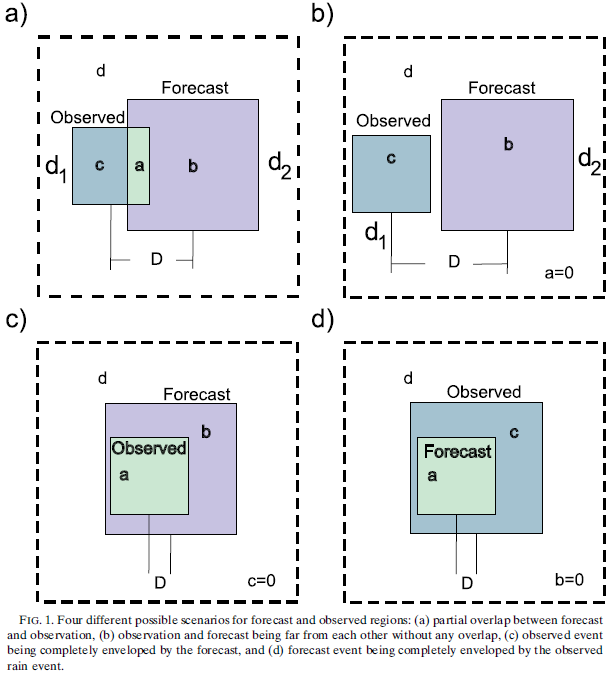 a)
d
Forecast
Observed
d1
c
a
b
d2
D
b)
d
Forecast
Observed
c
b
d2
d1
D
a=0
c)
d
Forecast
b
Observed
a
D
c=0
d)
d
Observed
c
Forecast
a
D
b=0
FIG. 1. Four different possible scenarios for forecast and observed regions: (a) partial overlap between forecast
and observation, (b) observation and forecast being far from each other without any overlap, (c) observed event
being completely enveloped by the forecast, and (d) forecast event being completely enveloped by the observed
rain event.